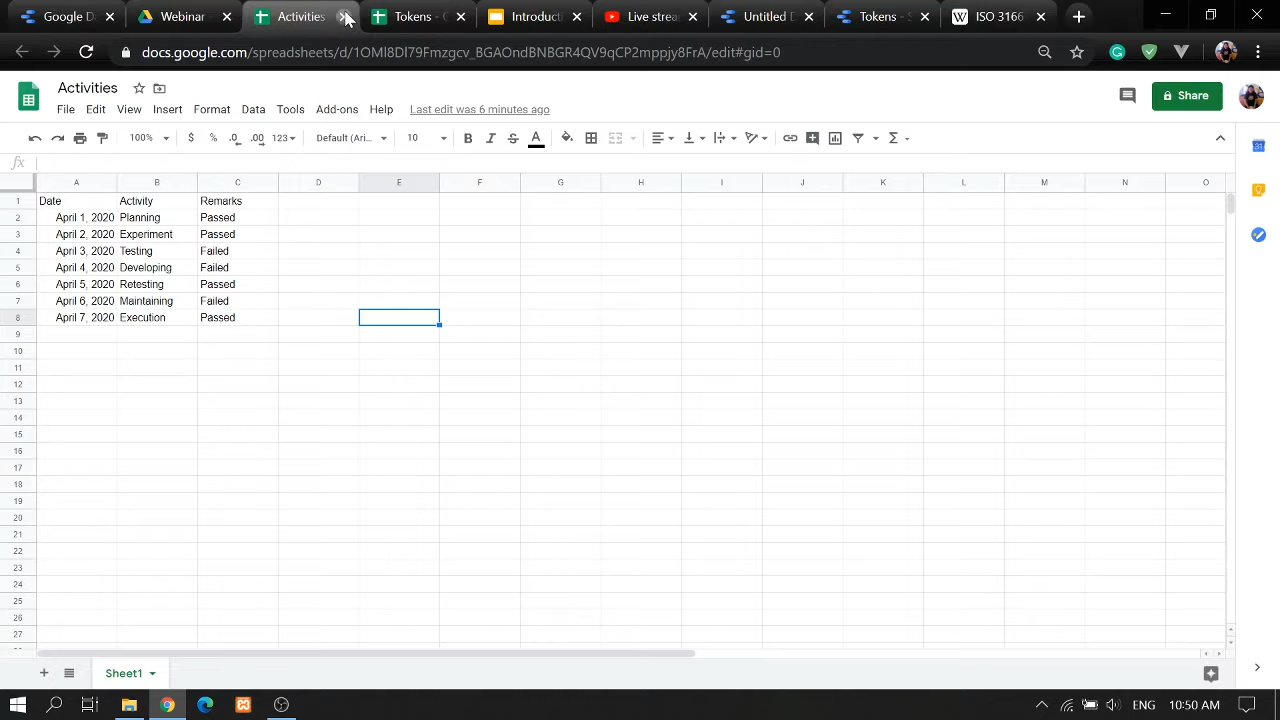 Google Da
Webinar
Activities
Tokens - G
Introducti
Live strea
Untitled D
Tokens - S
ISO 3166
docs.google.com/spreadsheets/d/1OMl8Dl79Fmzgcv_BGAOndBNBGR4QV9qCP2mppjy8FrA/edit#gid=0
Activities
File Edit View Insert Format Data Tools Add-ons Help Last edit was 6 minutes ago
Share
100% $ % .0 .00 123 Default (Ari... 10 B I S A Σ
fx
A B C D E F G H I J K L M N O
1 Date Activity Remarks
2 April 1, 2020 Planning Passed
3 April 2, 2020 Experiment Passed
4 April 3, 2020 Testing Failed
5 April 4, 2020 Developing Failed
6 April 5, 2020 Retesting Passed
7 April 6, 2020 Maintaining Failed
8 April 7, 2020 Execution Passed
9
10
11
12
13
14
15
16
17
18
19
20
21
22
23
24
25
26
27
Sheet1
ENG 10:50 AM